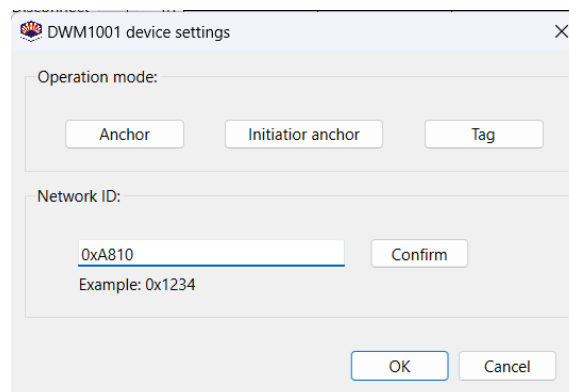 DWM1001 device settings
Operation mode:
Anchor Initiatior anchor Tag
Network ID:
0xA810 Confirm
Example: 0x1234
OK Cancel